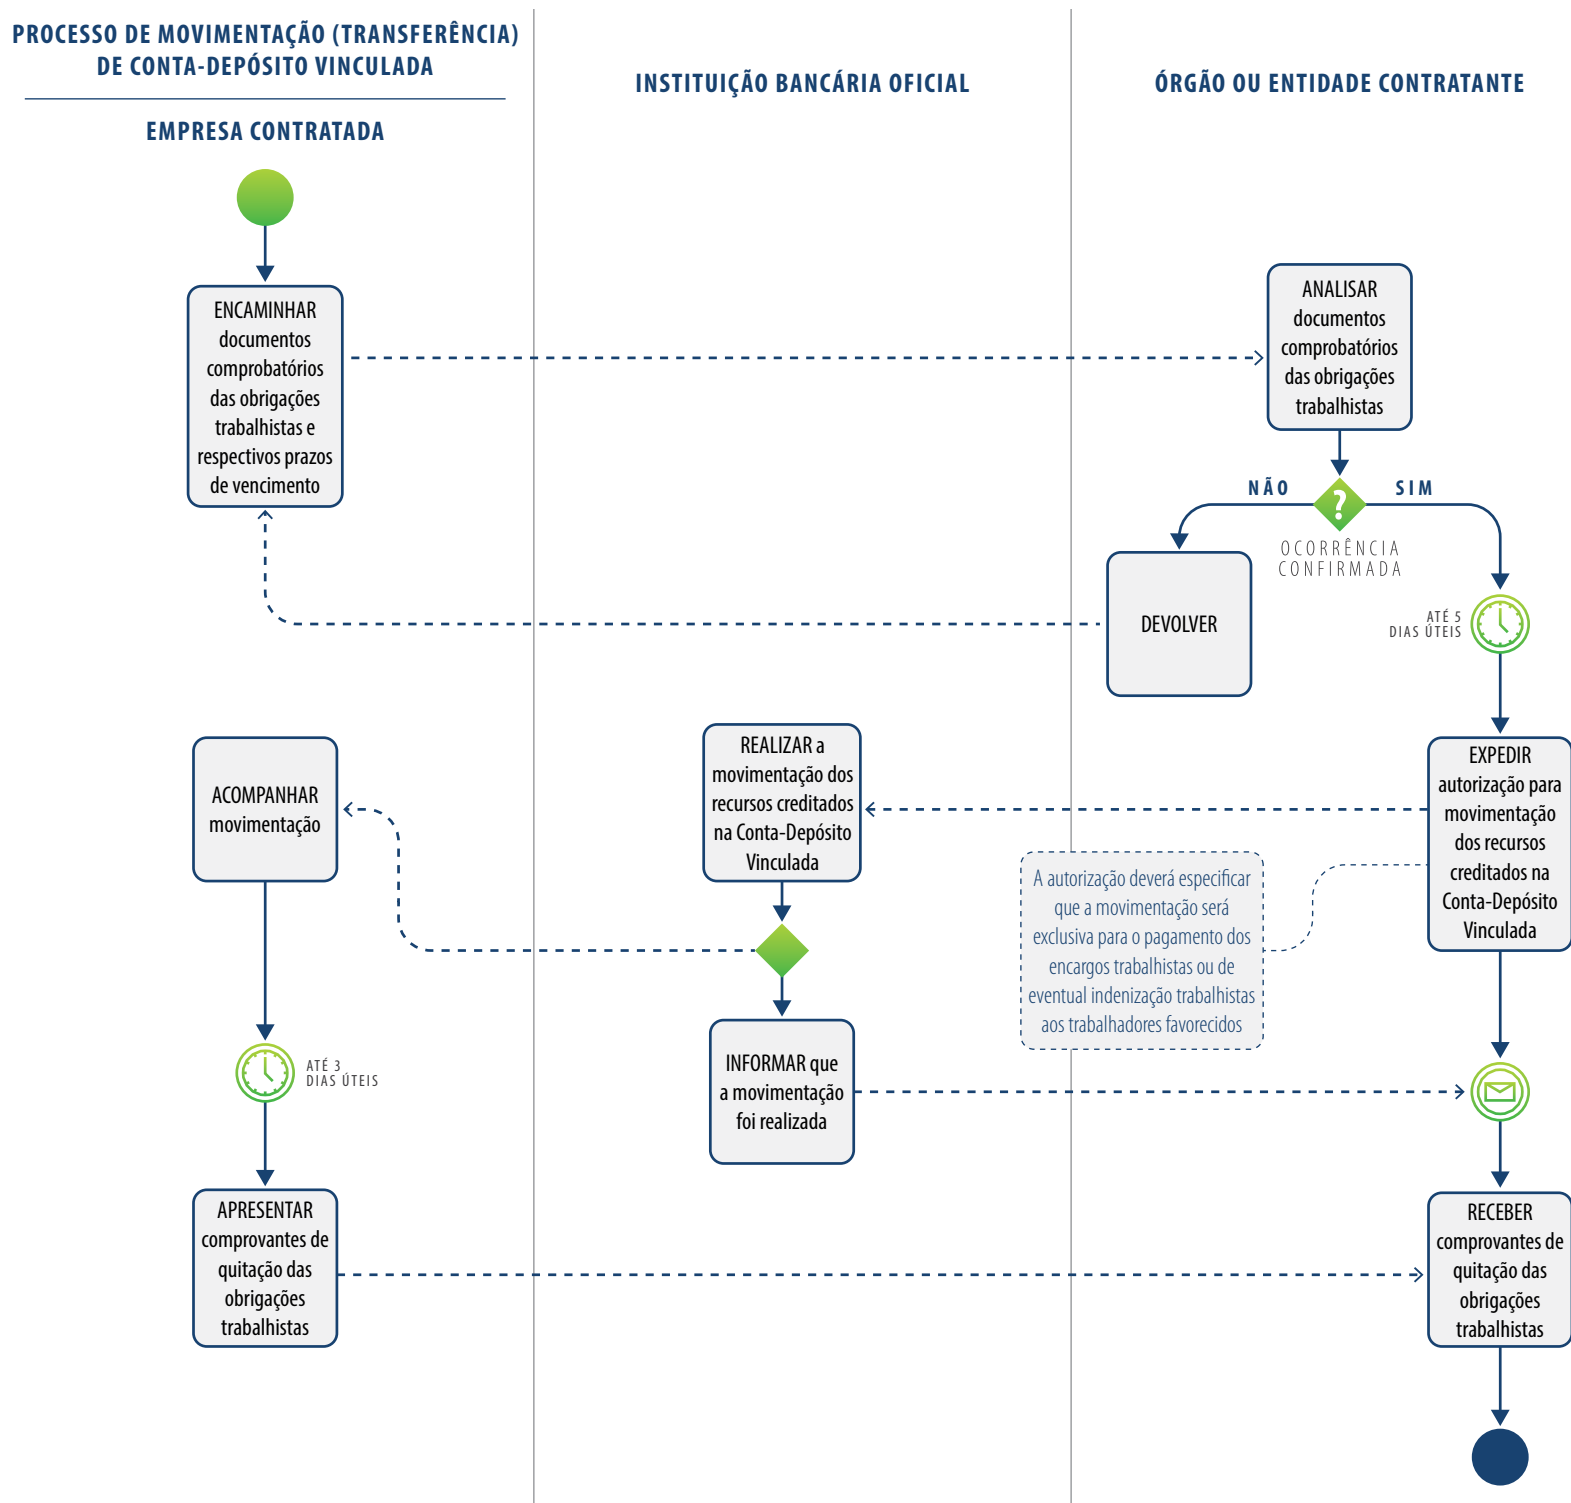 PROCESSO DE MOVIMENTAÇÃO (TRANSFERÊNCIA)
DE CONTA-DEPÓSITO VINCULADA
EMPRESA CONTRATADA
INSTITUIÇÃO BANCÁRIA OFICIAL
ÓRGÃO OU ENTIDADE CONTRATANTE
ENCAMINHAR
documentos
comprobatórios
das obrigações
trabalhistas e
respectivos prazos
de vencimento
ANALISAR
documentos
comprobatórios
das obrigações
trabalhistas
NÃO
?
SIM
OCORRÊNCIA
CONFIRMADA
DEVOLVER
ATÉ 5
DIAS ÚTEIS
EXPEDIR
autorização para
movimentação
dos recursos
creditados na
Conta-Depósito
Vinculada
A autorização deverá especificar
que a movimentação será
exclusiva para o pagamento dos
encargos trabalhistas ou de
eventual indenização trabalhistas
aos trabalhadores favorecidos
REALIZAR a
movimentação dos
recursos creditados
na Conta-Depósito
Vinculada
ACOMPANHAR
movimentação
INFORMAR que
a movimentação
foi realizada
ATÉ 3
DIAS ÚTEIS
APRESENTAR
comprovantes de
quitação das
obrigações
trabalhistas
RECEBER
comprovantes de
quitação das
obrigações
trabalhistas